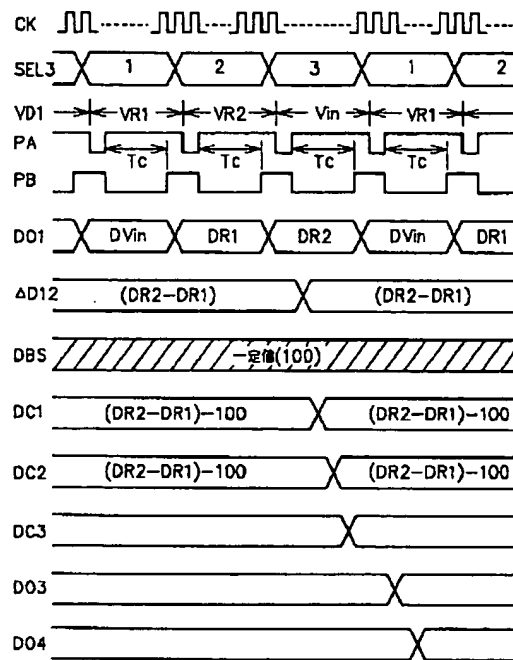 CK
SEL3 1 2 3 1 2
VD1 VR1 VR2 Vin VR1
PA
Tc Tc Tc Tc
PB
DO1 DVin DR1 DR2 DVin DR1
ΔD12 (DR2-DR1) (DR2-DR1)
DBS 一定値(100)
DC1 (DR2-DR1)-100 (DR2-DR1)-100
DC2 (DR2-DR1)-100 (DR2-DR1)-100
DC3
DO3
DO4